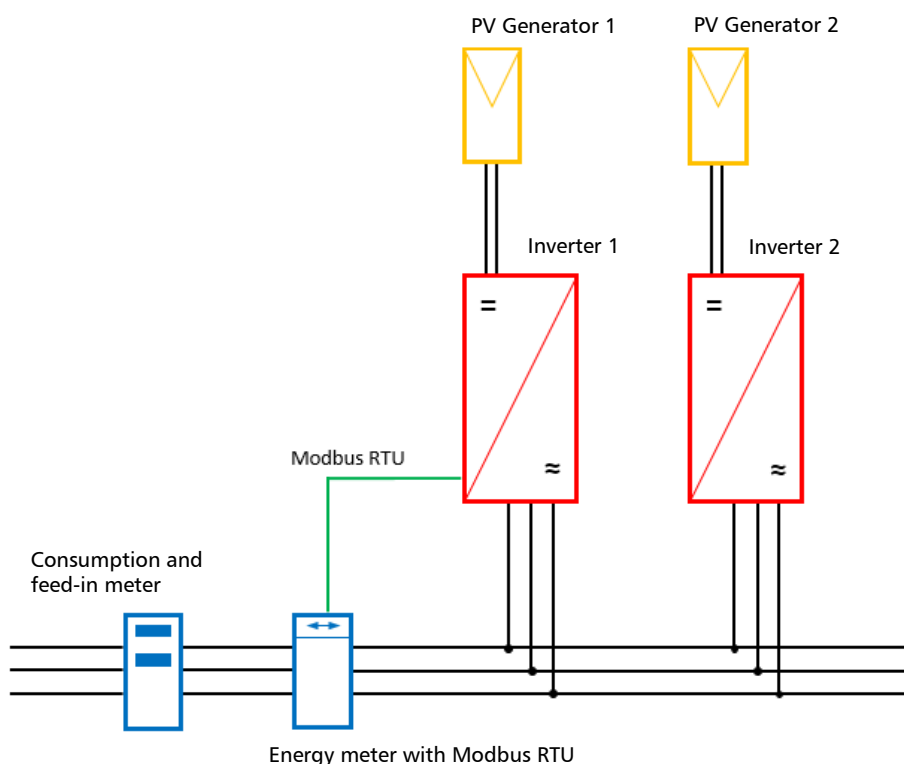 PV Generator 1
PV Generator 2
Inverter 1
Inverter 2
=
=
≈
≈
Modbus RTU
Consumption and
feed-in meter
Energy meter with Modbus RTU